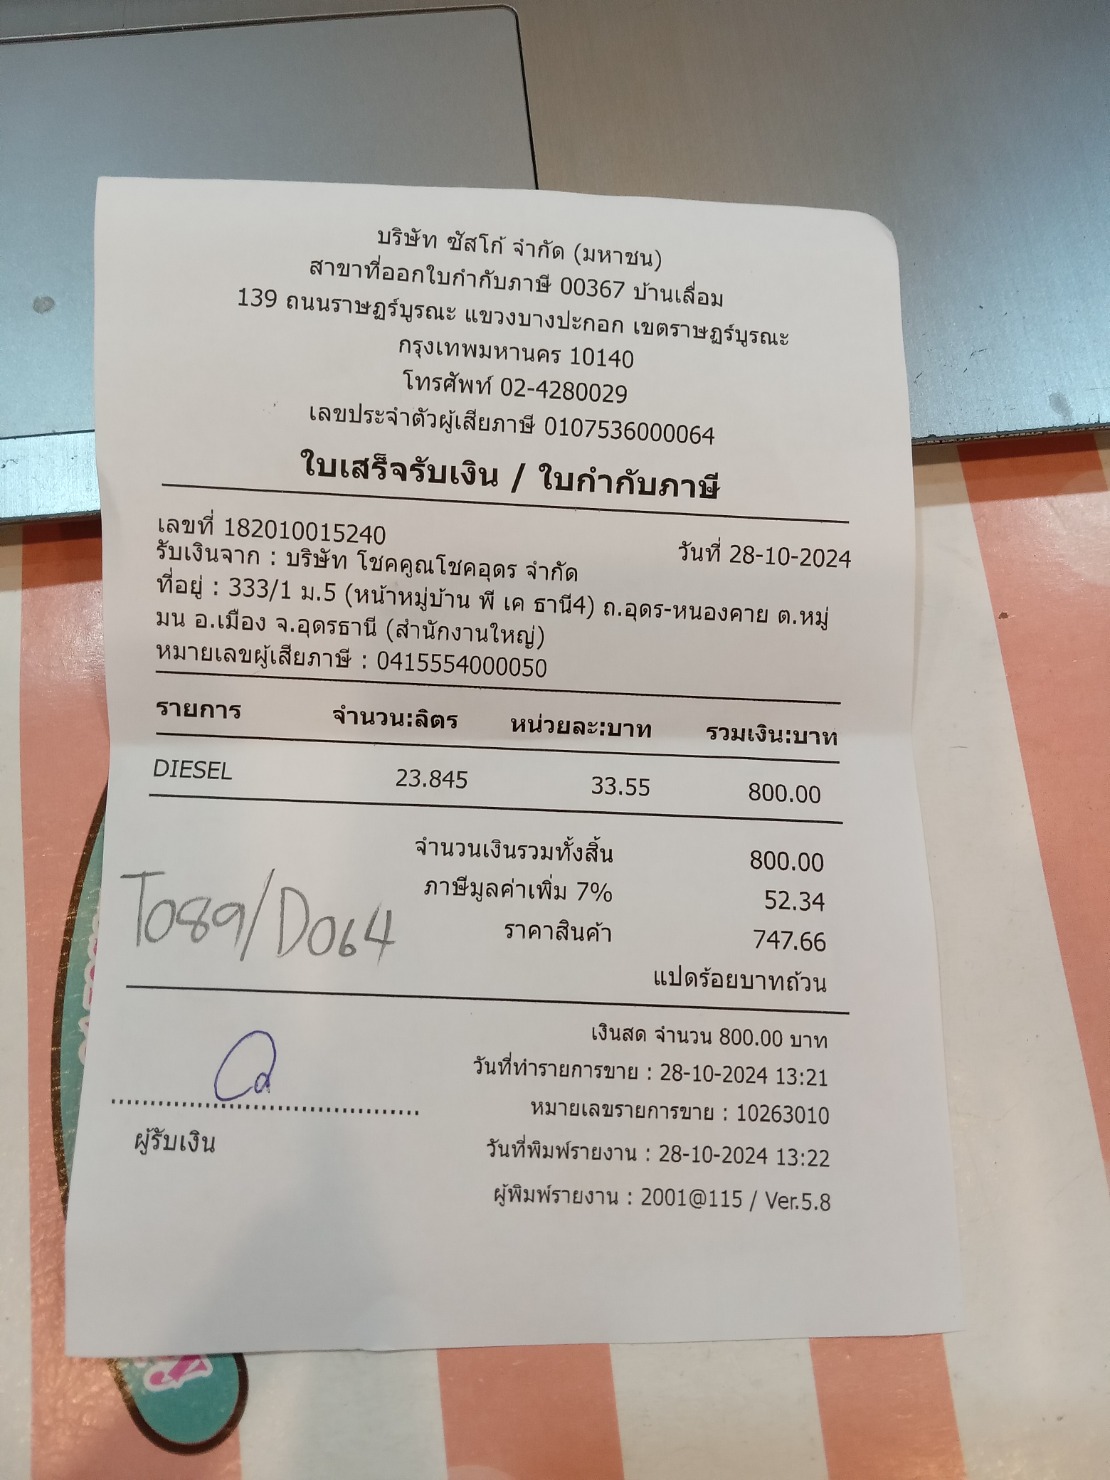 บริษัท ซัสโก้ จำกัด (มหาชน)
สาขาที่ออกใบกำกับภาษี 00367 บ้านเลื่อม
139 ถนนราษฏร์บูรณะ แขวงบางปะกอก เขตราษฏร์บูรณะ
กรุงเทพมหานคร 10140
โทรศัพท์ 02-4280029
เลขประจำตัวผู้เสียภาษี 0107536000064
ใบเสร็จรับเงิน / ใบกำกับภาษี
เลขที่ 182010015240 วันที่ 28-10-2024
รับเงินจาก : บริษัท โชคคูณโชคอุดร จำกัด
ที่อยู่ : 333/1 ม.5 (หน้าหมู่บ้าน พี เค ธานี4) ถ.อุดร-หนองคาย ต.หมู่
มน อ.เมือง จ.อุดรธานี (สำนักงานใหญ่)
หมายเลขผู้เสียภาษี : 0415554000050
รายการ จำนวน:ลิตร หน่วยละ:บาท รวมเงิน:บาท
DIESEL 23.845 33.55 800.00
จำนวนเงินรวมทั้งสิ้น 800.00
ภาษีมูลค่าเพิ่ม 7% 52.34
ราคาสินค้า 747.66
T089/D064
แปดร้อยบาทถ้วน
เงินสด จำนวน 800.00 บาท
วันที่ทำรายการขาย : 28-10-2024 13:21
หมายเลขรายการขาย : 10263010
ผู้รับเงิน
วันที่พิมพ์รายงาน : 28-10-2024 13:22
ผู้พิมพ์รายงาน : 2001@115 / Ver.5.8